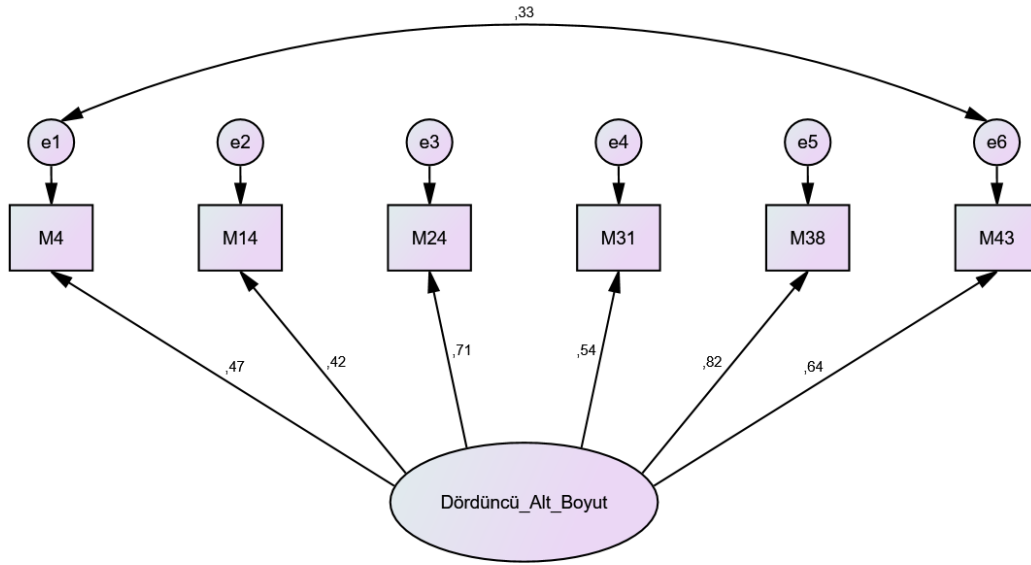 ,33
e1
e2
e3
e4
e5
e6
M4
M14
M24
M31
M38
M43
,47
,42
,71
,54
,82
,64
Dördüncü_Alt_Boyut